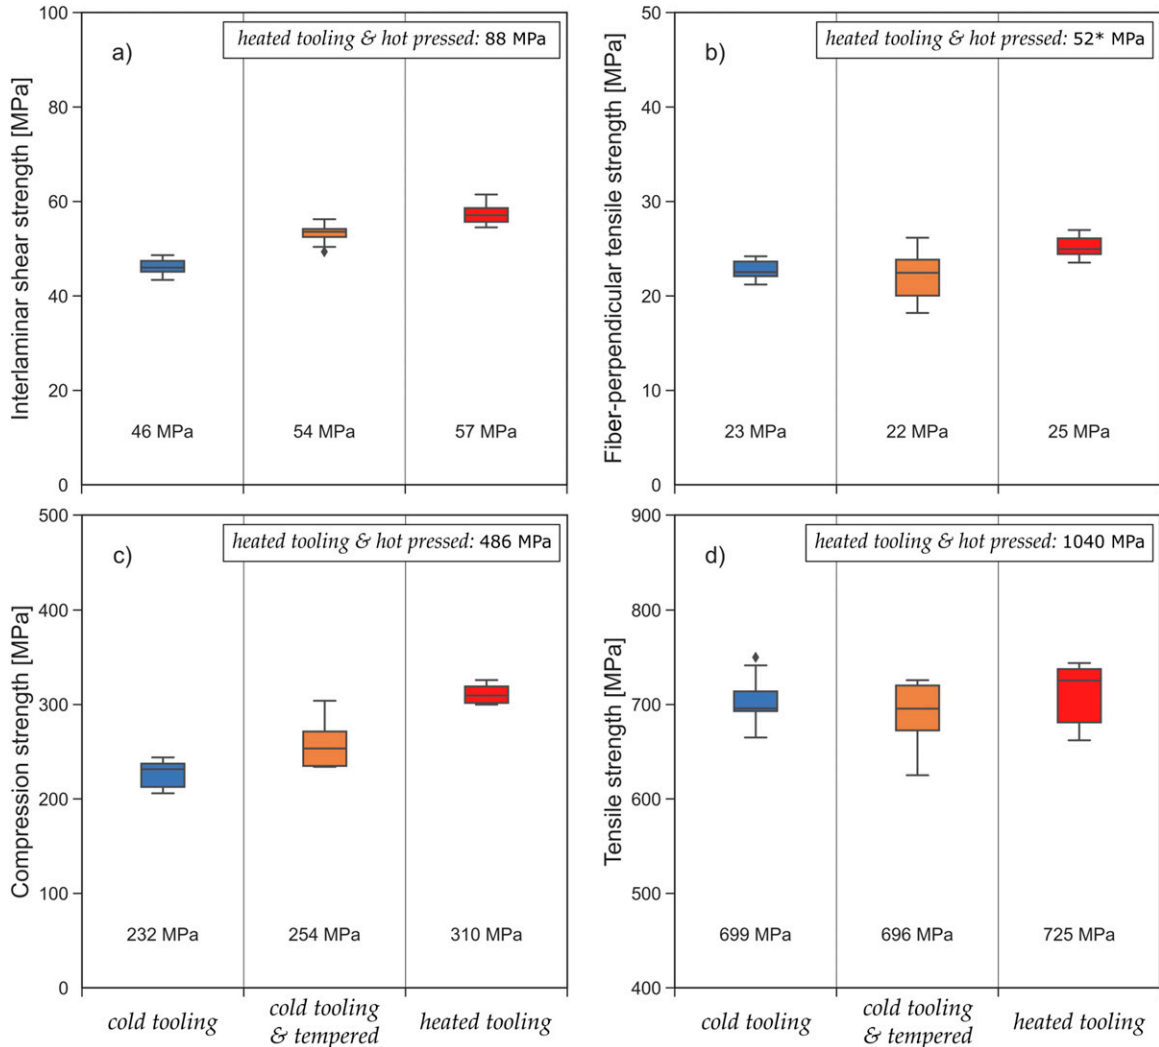 a)
heated tooling & hot pressed: 88 MPa
Interlaminar shear strength [MPa]
100
80
60
40
20
0
46 MPa
54 MPa
57 MPa
b)
heated tooling & hot pressed: 52* MPa
Fiber-perpendicular tensile strength [MPa]
50
40
30
20
10
0
23 MPa
22 MPa
25 MPa
c)
heated tooling & hot pressed: 486 MPa
Compression strength [MPa]
500
400
300
200
100
0
232 MPa
254 MPa
310 MPa
cold tooling
cold tooling
& tempered
heated tooling
d)
heated tooling & hot pressed: 1040 MPa
Tensile strength [MPa]
900
800
700
600
500
400
699 MPa
696 MPa
725 MPa
cold tooling
cold tooling
& tempered
heated tooling